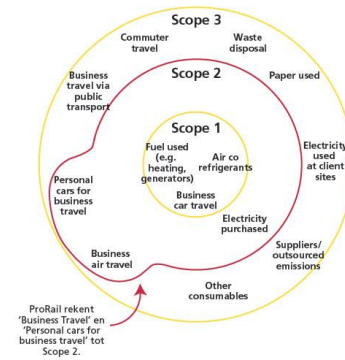 Scope 3
Commuter
travel
Waste
disposal
Business
travel via
public
transport
Scope 2
Paper used
Scope 1
Fuel used
(e.g.
heating,
generators)
Air co
refrigerants
Business
car travel
Electricity
used
at client
sites
Personal
cars for
business
travel
Electricity
purchased
Business
air travel
Suppliers/
outsourced
emissions
Other
consumables
ProRail rekent
‘Business Travel’ en
‘Personal cars for
business travel’ tot
Scope 2.